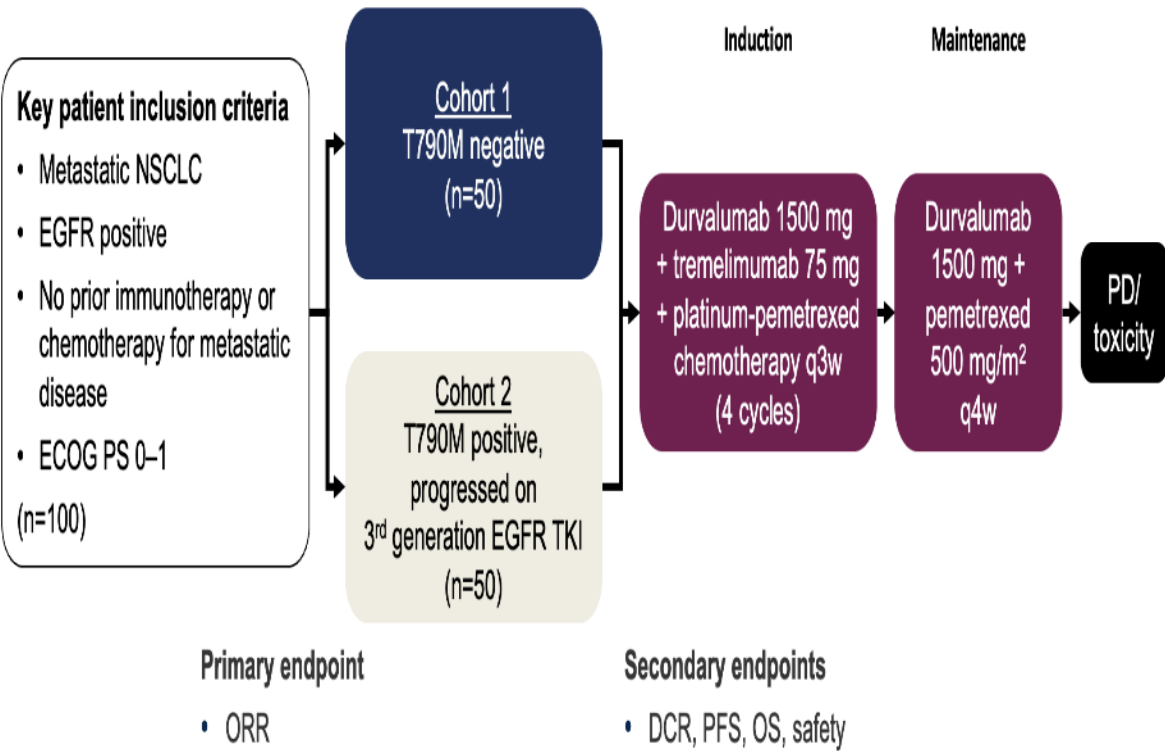 Key patient inclusion criteria
• Metastatic NSCLC
• EGFR positive
• No prior immunotherapy or
chemotherapy for metastatic
disease
• ECOG PS 0–1
(n=100)
Cohort 1
T790M negative
(n=50)
Cohort 2
T790M positive,
progressed on
3rd generation EGFR TKI
(n=50)
Induction
Durvalumab 1500 mg
+ tremelimumab 75 mg
+ platinum-pemetrexed
chemotherapy q3w
(4 cycles)
Maintenance
Durvalumab
1500 mg +
pemetrexed
500 mg/m²
q4w
PD/
toxicity
Primary endpoint
• ORR
Secondary endpoints
• DCR, PFS, OS, safety